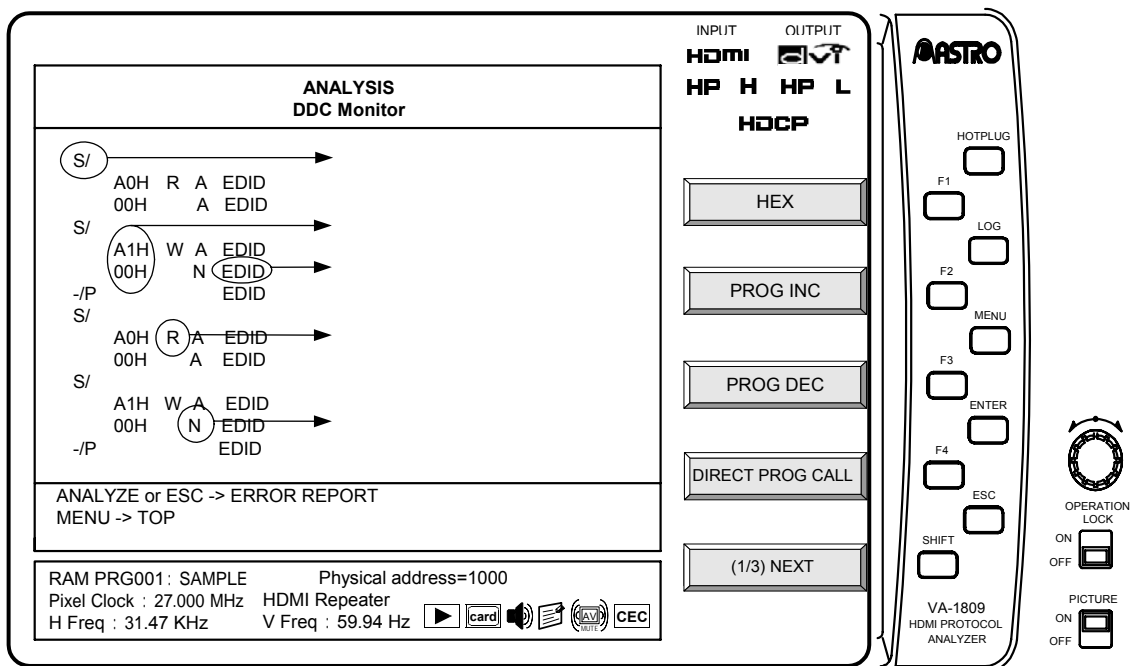 ANALYSIS
DDC Monitor
S/
A0H R A EDID
00H A EDID
S/
A1H W A EDID
00H N EDID
-/P EDID
S/
A0H R A EDID
00H A EDID
S/
A1H W A EDID
00H N EDID
-/P EDID
ANALYZE or ESC -> ERROR REPORT
MENU -> TOP
RAM PRG001 : SAMPLE Physical address=1000
Pixel Clock : 27.000 MHz HDMI Repeater
H Freq : 31.47 KHz V Freq : 59.94 Hz
card
AV
MUTE
CEC
INPUT OUTPUT
HDMI DVI
HP H HP L
HDCP
HEX
PROG INC
PROG DEC
DIRECT PROG CALL
(1/3) NEXT
ASTRO
HOTPLUG
F1
LOG
F2
MENU
F3
ENTER
F4
ESC
SHIFT
VA-1809
HDMI PROTOCOL
ANALYZER
OPERATION
LOCK
ON
OFF
PICTURE
ON
OFF